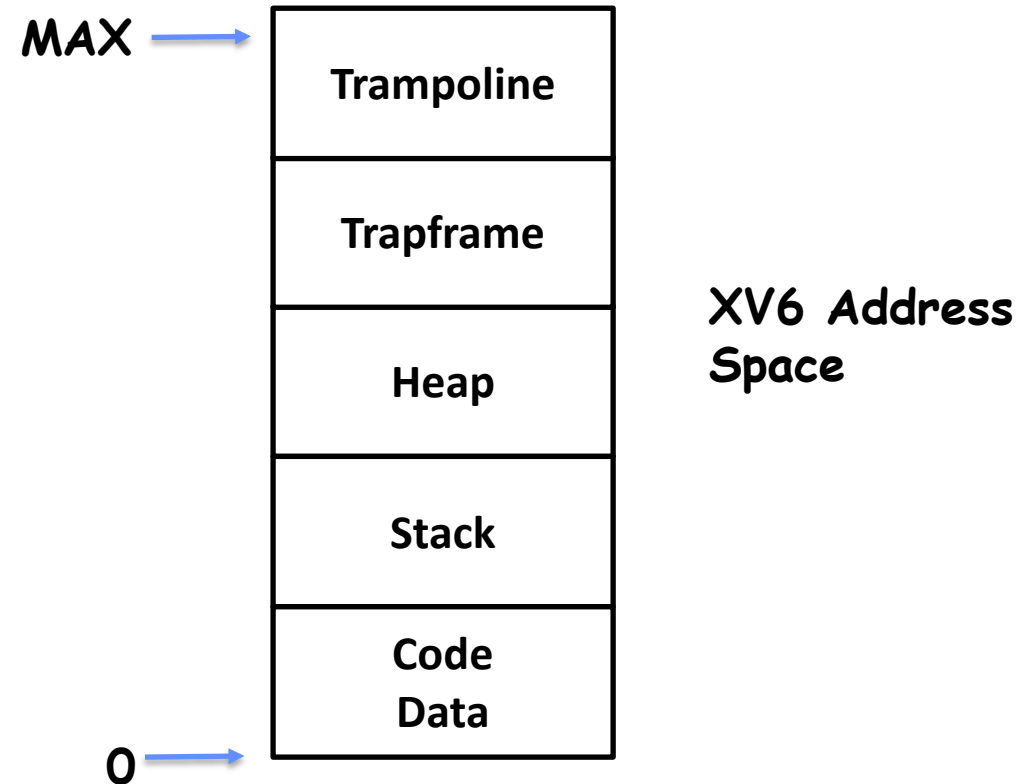 MAX
Trampoline
Trapframe
XV6 Address
Space
Heap
Stack
Code
Data
0